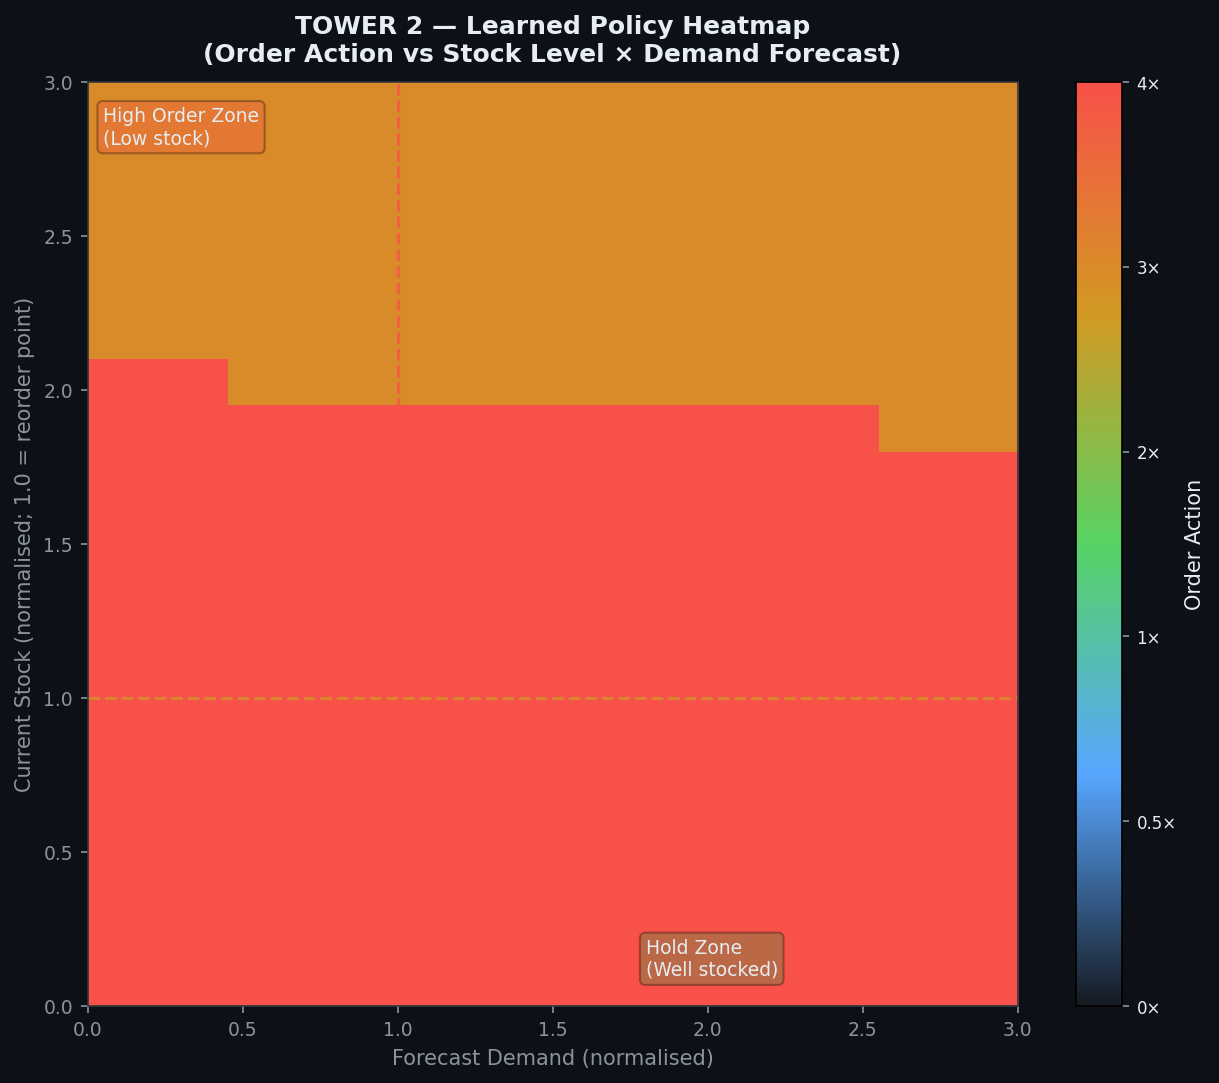 TOWER 2 — Learned Policy Heatmap
(Order Action vs Stock Level × Demand Forecast)
3.0
2.5
2.0
1.5
1.0
0.5
0.0
Current Stock (normalised; 1.0 = reorder point)
High Order Zone
(Low stock)
Hold Zone
(Well stocked)
0.0
0.5
1.0
1.5
2.0
2.5
3.0
Forecast Demand (normalised)
4×
3×
2×
1×
0.5×
0×
Order Action